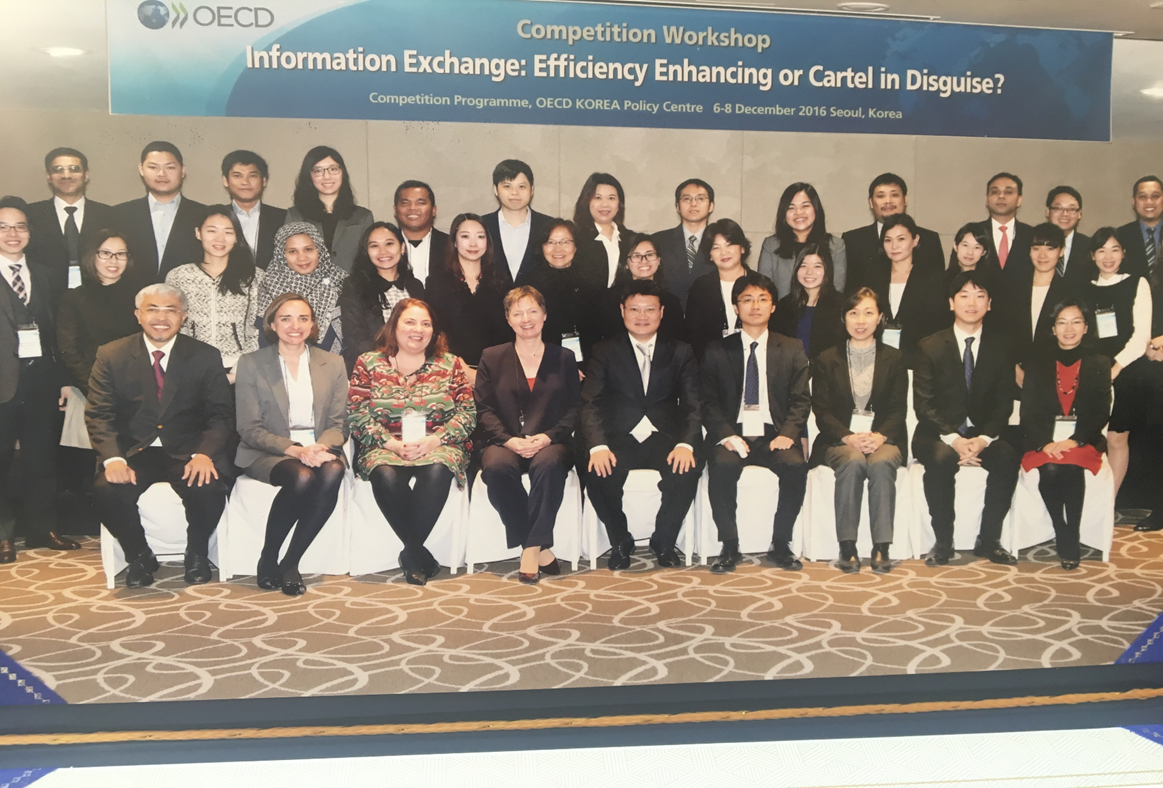 OECD
Competition Workshop
Information Exchange: Efficiency Enhancing or Cartel in Disguise?
Competition Programme, OECD KOREA Policy Centre 6-8 December 2016 Seoul, Korea